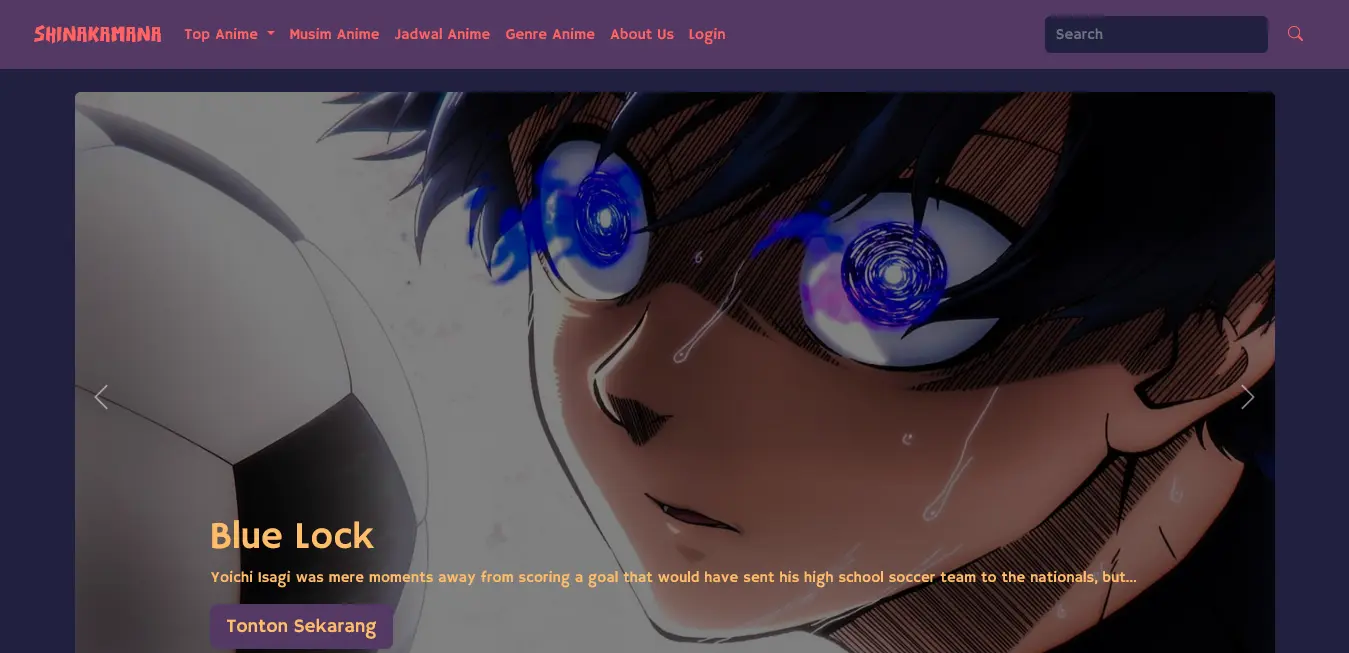 SHINAKAMANA
Top Anime
Musim Anime
Jadwal Anime
Genre Anime
About Us
Login
Search
Blue Lock
Yoichi Isagi was mere moments away from scoring a goal that would have sent his high school soccer team to the nationals, but...
Tonton Sekarang